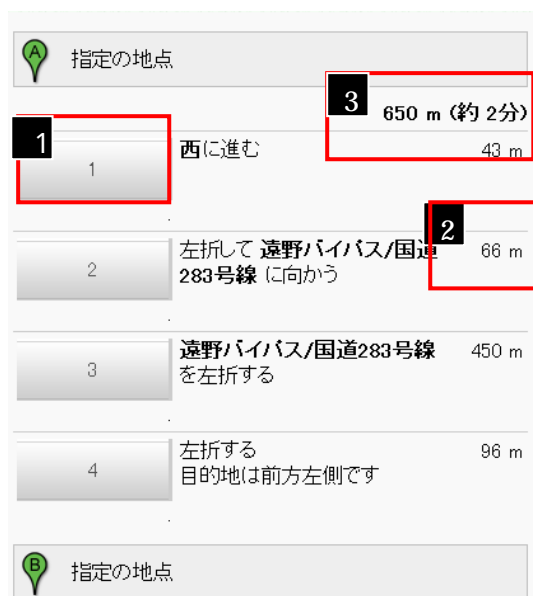 A 指定の地点
3
650 m (約 2分)
1
1 西に進む 43 m
.
2
2 左折して 遠野バイパス/国道 66 m
283号線 に向かう
.
3 遠野バイパス/国道283号線 450 m
を左折する
.
4 左折する 96 m
目的地は前方左側です
.
B 指定の地点